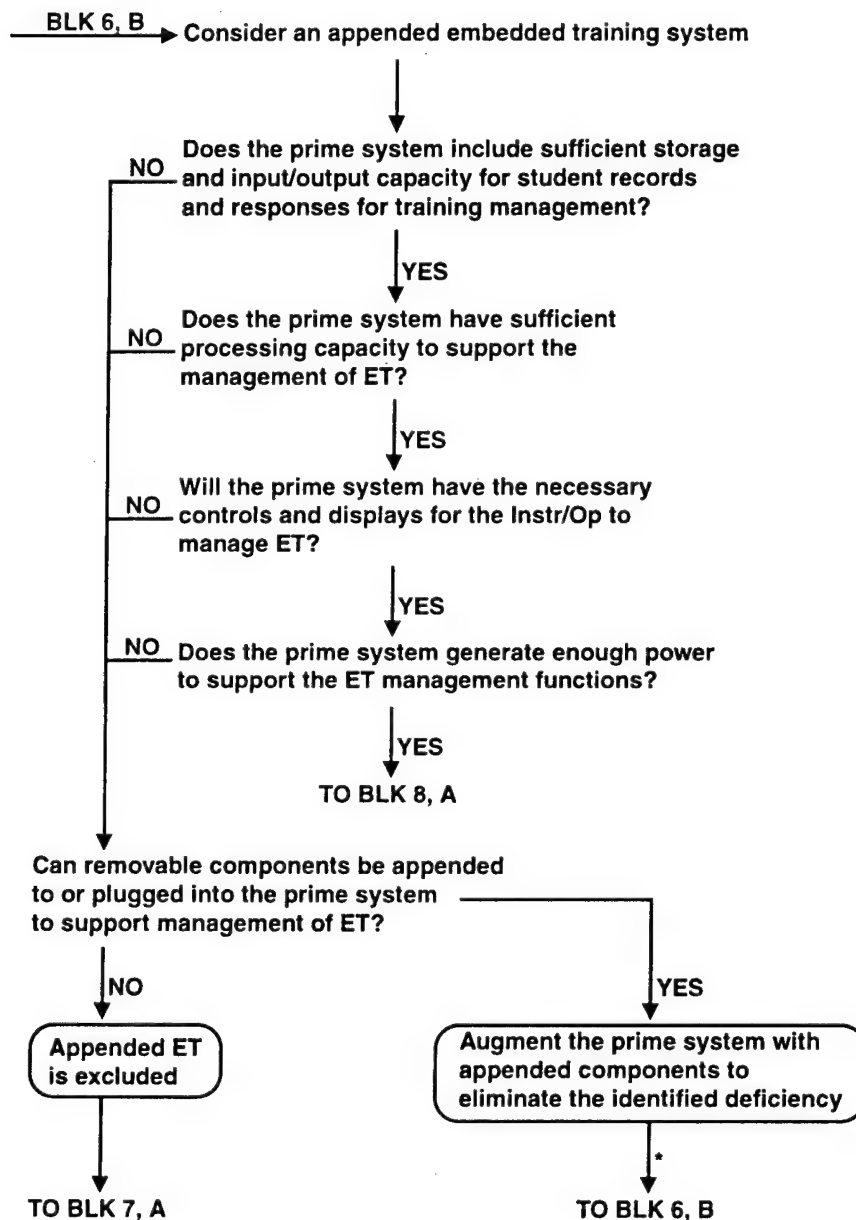 BLK 6, B
Consider an appended embedded training system
Does the prime system include sufficient storage
NO
and input/output capacity for student records
and responses for training management?
YES
Does the prime system have sufficient
NO
processing capacity to support the
management of ET?
YES
Will the prime system have the necessary
NO
controls and displays for the Instr/Op to
manage ET?
YES
NO
Does the prime system generate enough power
to support the ET management functions?
YES
TO BLK 8, A
Can removable components be appended
to or plugged into the prime system
to support management of ET?
NO
YES
Appended ET
is excluded
Augment the prime system with
appended components to
eliminate the identified deficiency
*
TO BLK 7, A
TO BLK 6, B